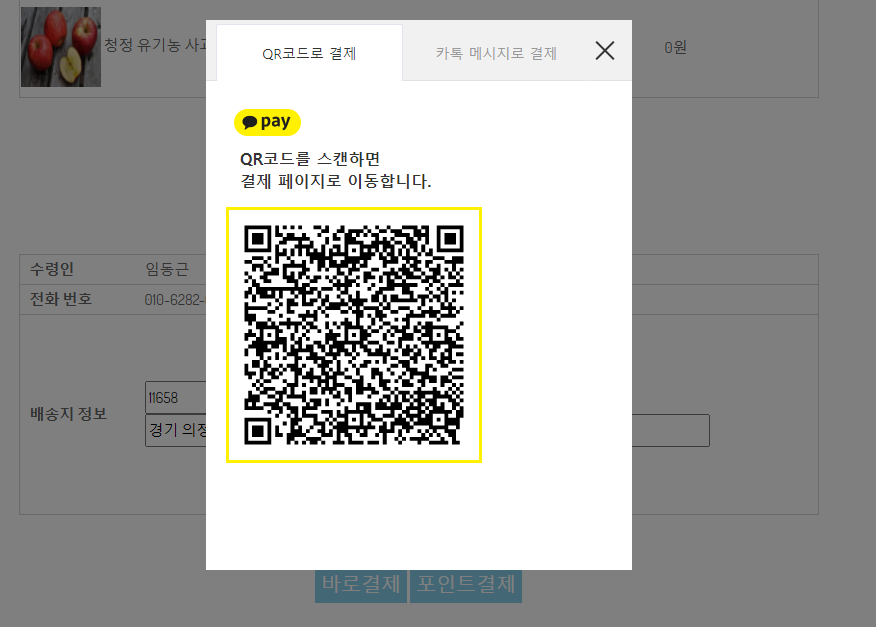 청정 유기농 사
0원
QR코드로 결제
카톡 메시지로 결제
pay
QR코드를 스캔하면
결제 페이지로 이동합니다.
수령인 임동근
전화 번호 010-6282-
배송지 정보
11658
경기 의정
바로결제 포인트결제